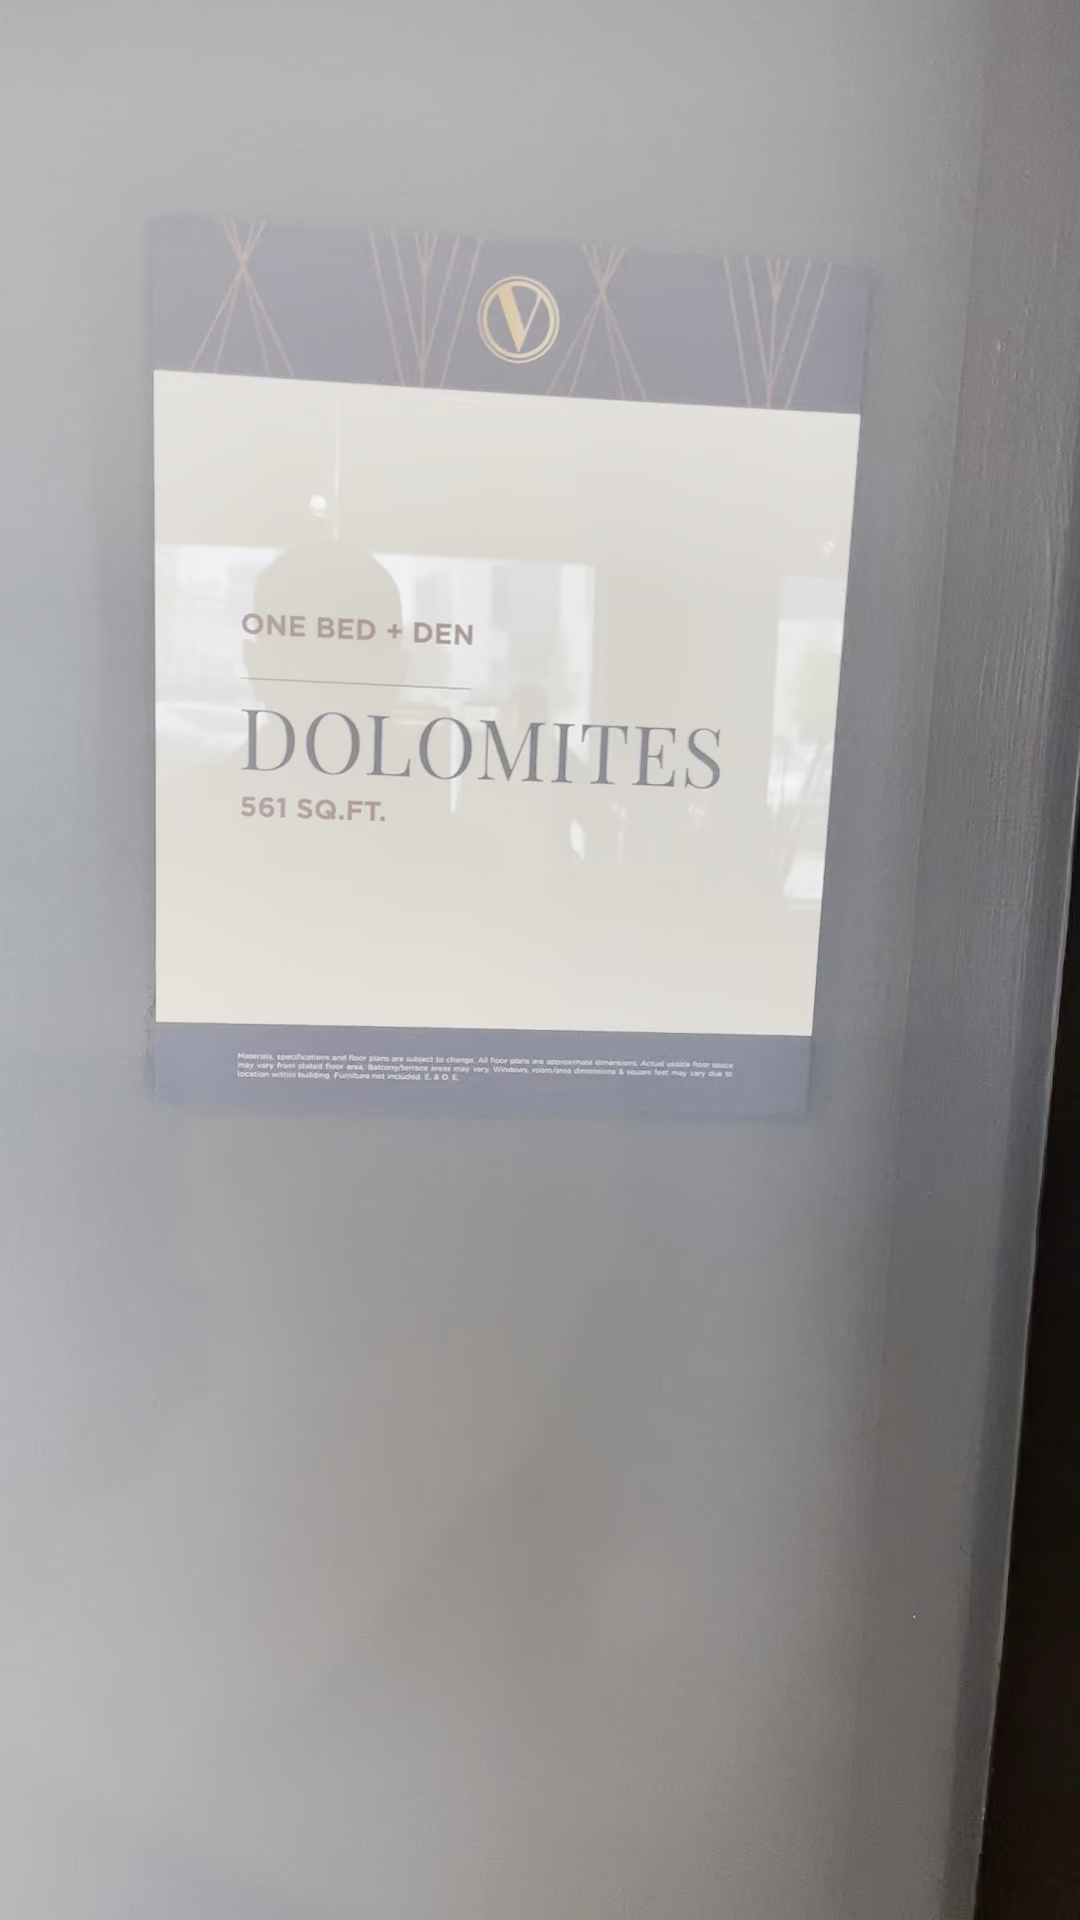 V
ONE BED + DEN
DOLOMITES
561 SQ.FT.
Materials, specifications and floor plans are subject to change. All floor plans are approximate dimensions. Actual usable floor space
may vary from stated floor area. Balcony/terrace areas may vary. Windows, room/area dimensions & square feet may vary due to
location within building. Furniture not included. E. & O. E.